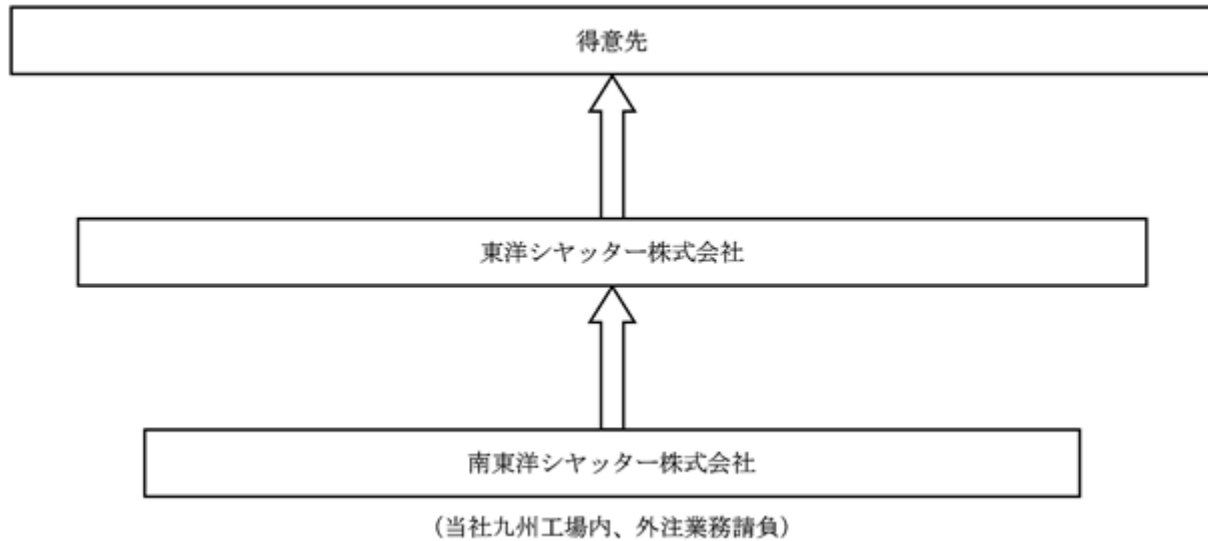 得意先
東洋シヤッター株式会社
南東洋シヤッター株式会社
（当社九州工場内、外注業務請負）